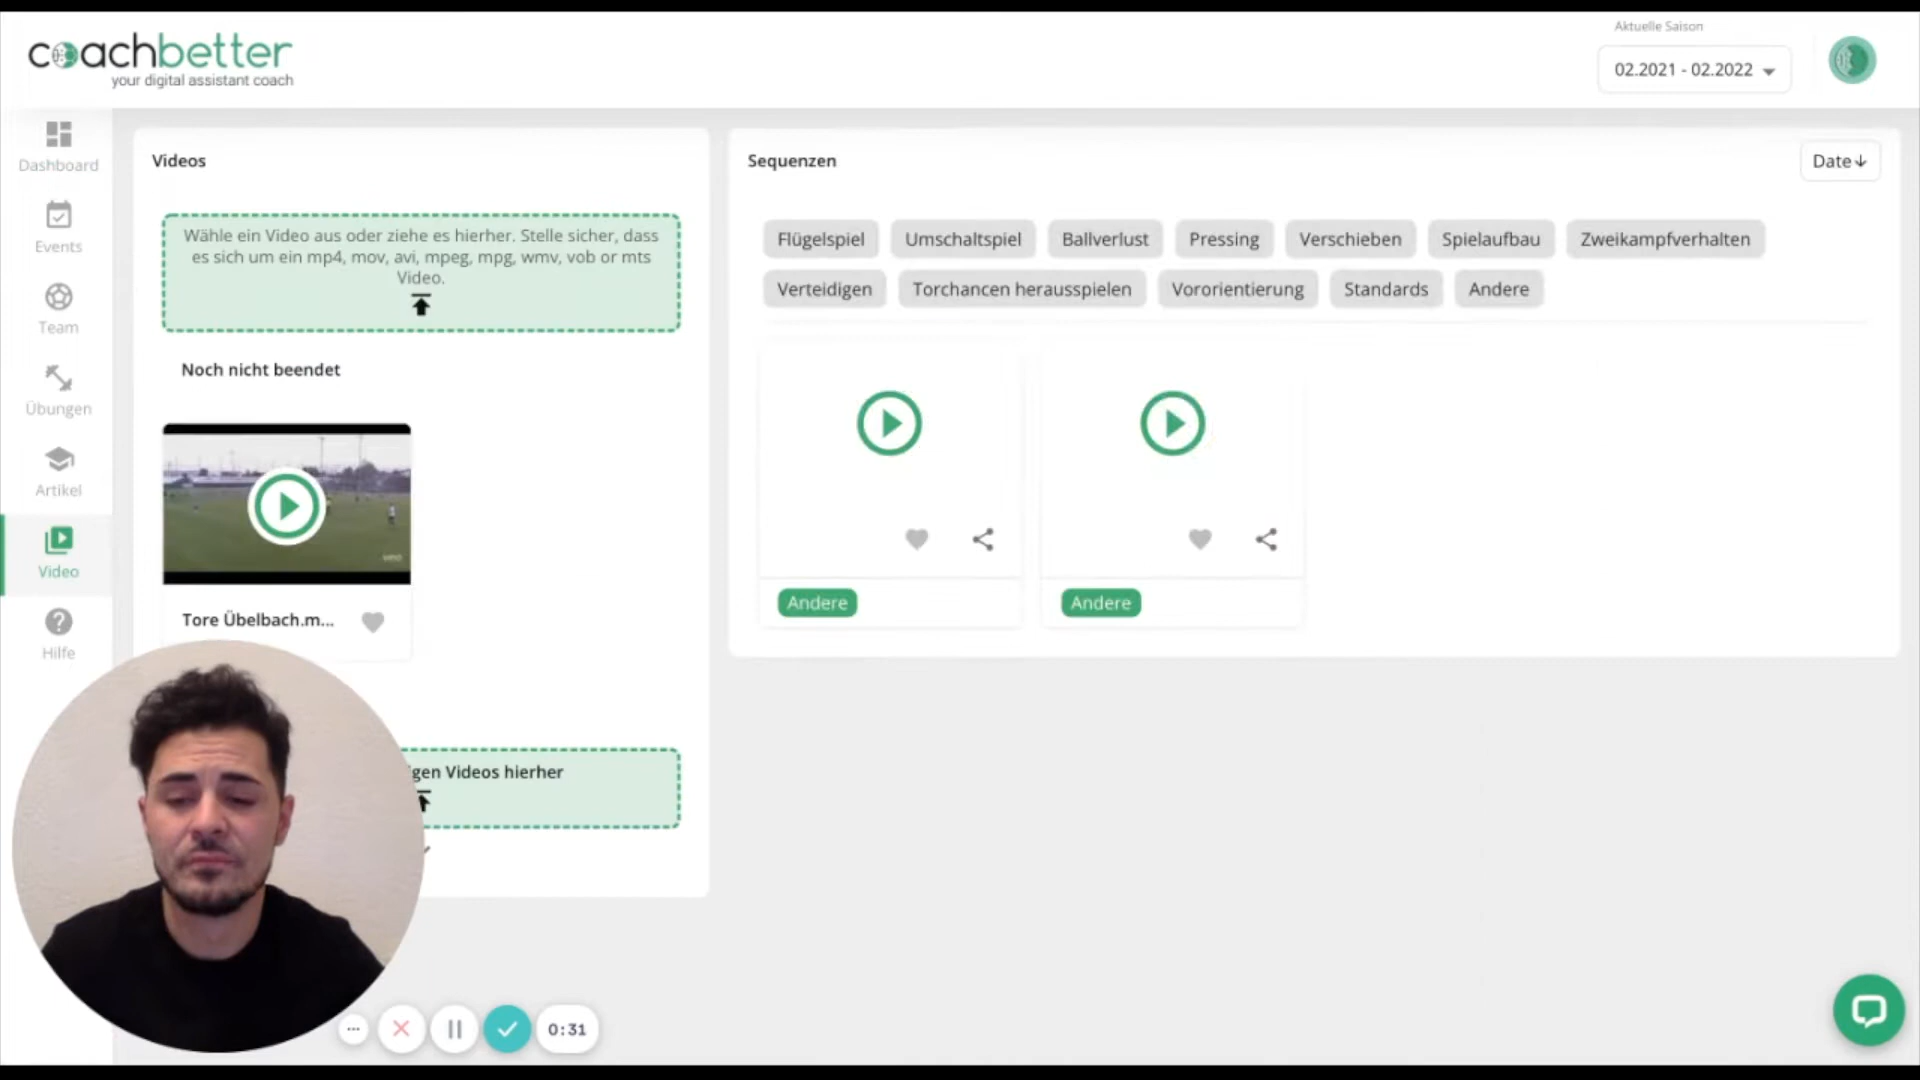 coachbetter
your digital assistant coach
Aktuelle Saison
02.2021 - 02.2022
Dashboard
Events
Team
Übungen
Artikel
Video
Hilfe
Videos
Wähle ein Video aus oder ziehe es hierher. Stelle sicher, dass
es sich um ein mp4, mov, avi, mpeg, mpg, wmv, vob or mts
Video.
Noch nicht beendet
Tore Übelbach.m...
gen Videos hierher
Sequenzen
Date↓
Flügelspiel
Umschaltspiel
Ballverlust
Pressing
Verschieben
Spielaufbau
Zweikampfverhalten
Verteidigen
Torchancen herausspielen
Vororientierung
Standards
Andere
Andere
Andere
0:31